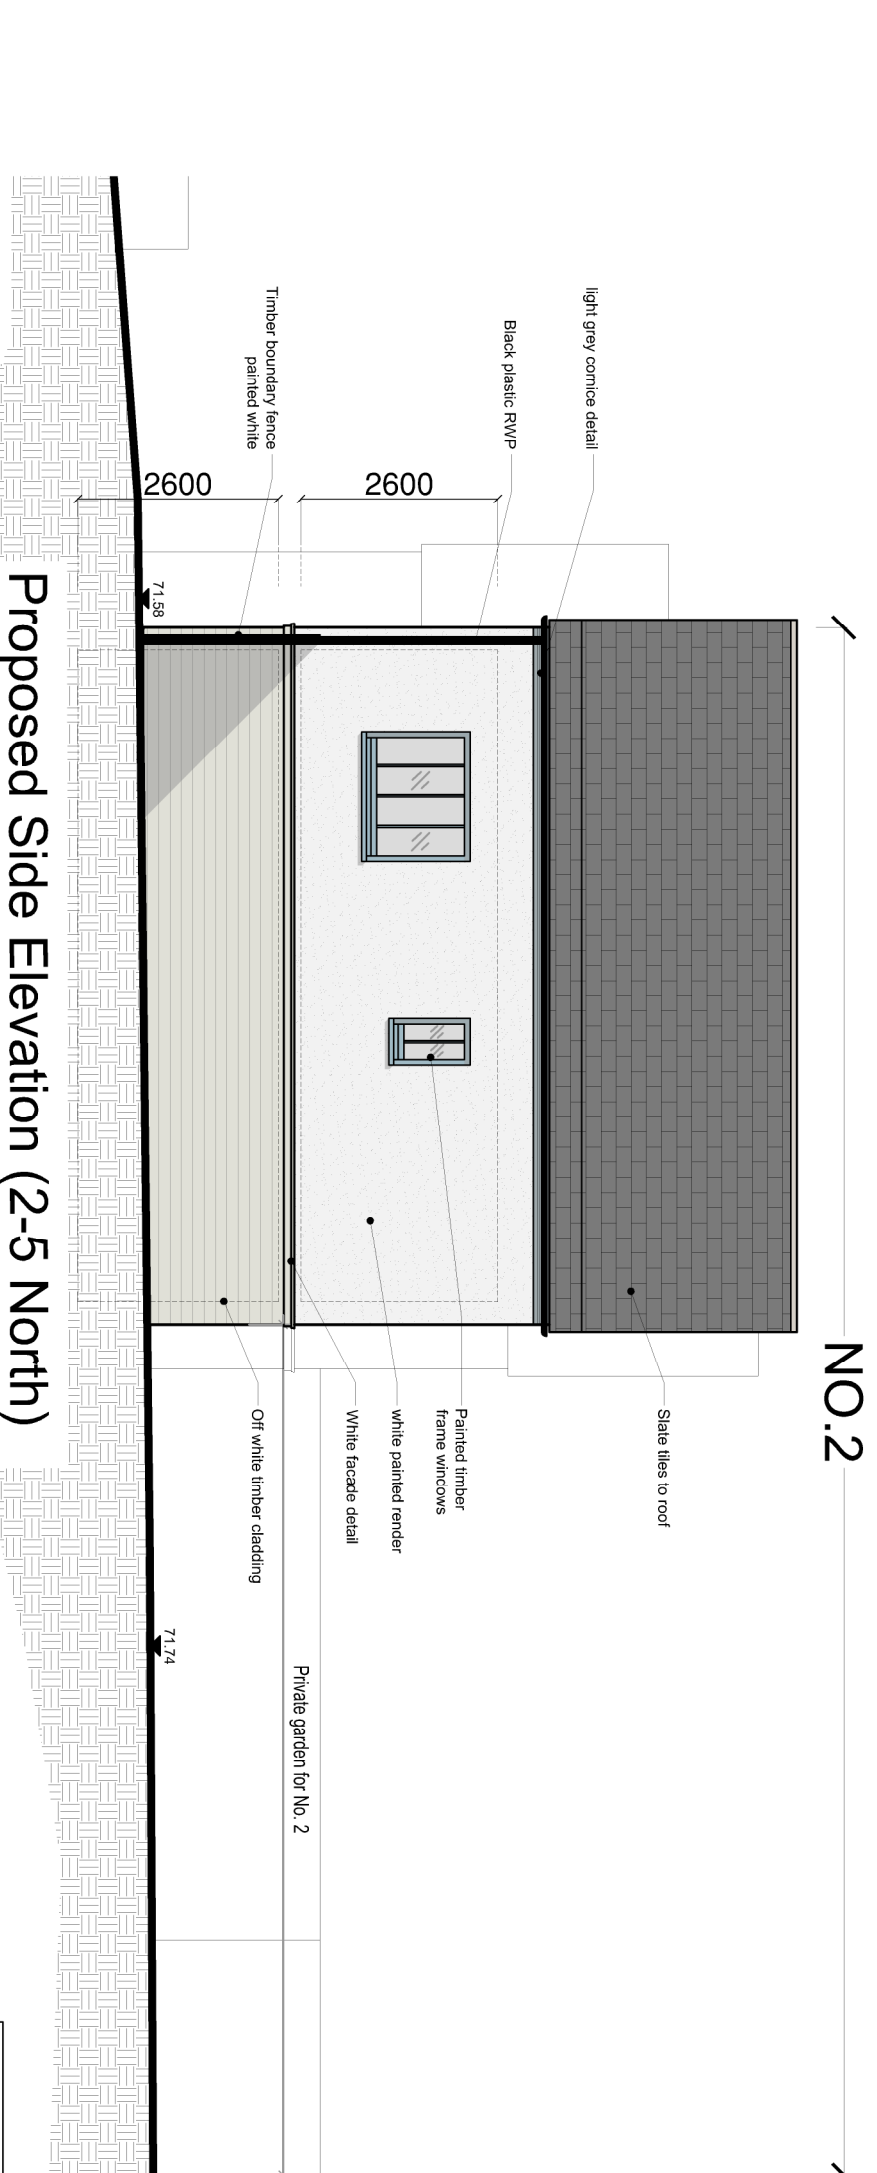 NO.2
light grey cornice detail
Black plastic RWP
Timber boundary fence
painted white
2600
2600
71.58
Slate tiles to roof
Painted timber
frame windows
white painted render
White facade detail
Off white timber cladding
Private garden for No. 2
71.74
Proposed Side Elevation (2-5 North)